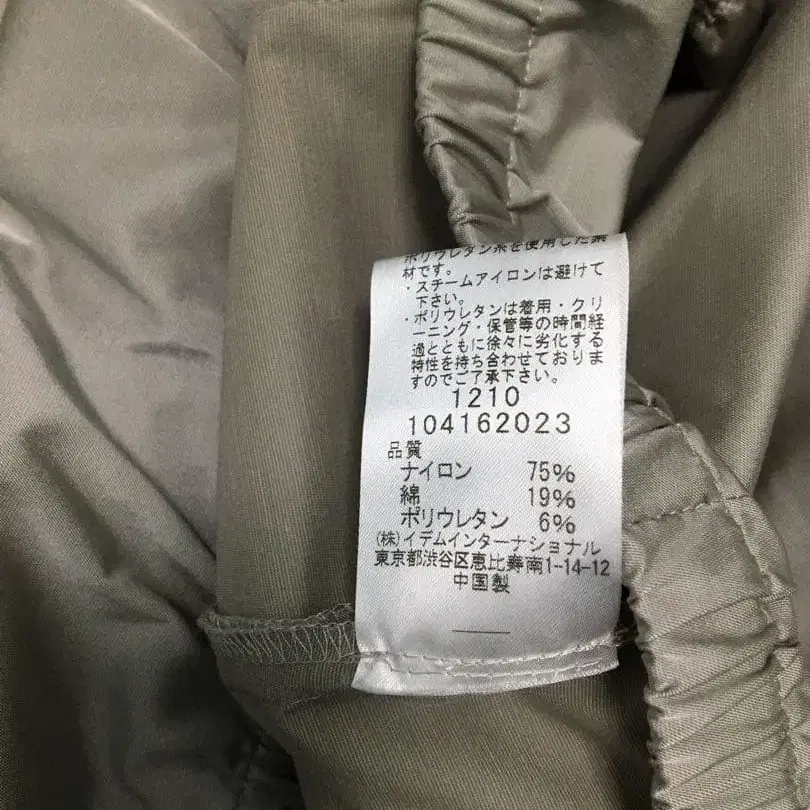 ポリウレタン糸を使用した素
材です。
・スチームアイロンは避けて
下さい。
・ポリウレタンは着用・クリ
ーニング・保管等の時間経
過とともに徐々に劣化する
特性を持ち合わせておりま
すのでご了承下さい。
1210
104162023
品質
ナイロン 75%
綿 19%
ポリウレタン 6%
(株)イデムインターナショナル
東京都渋谷区恵比寿南1-14-12
中国製